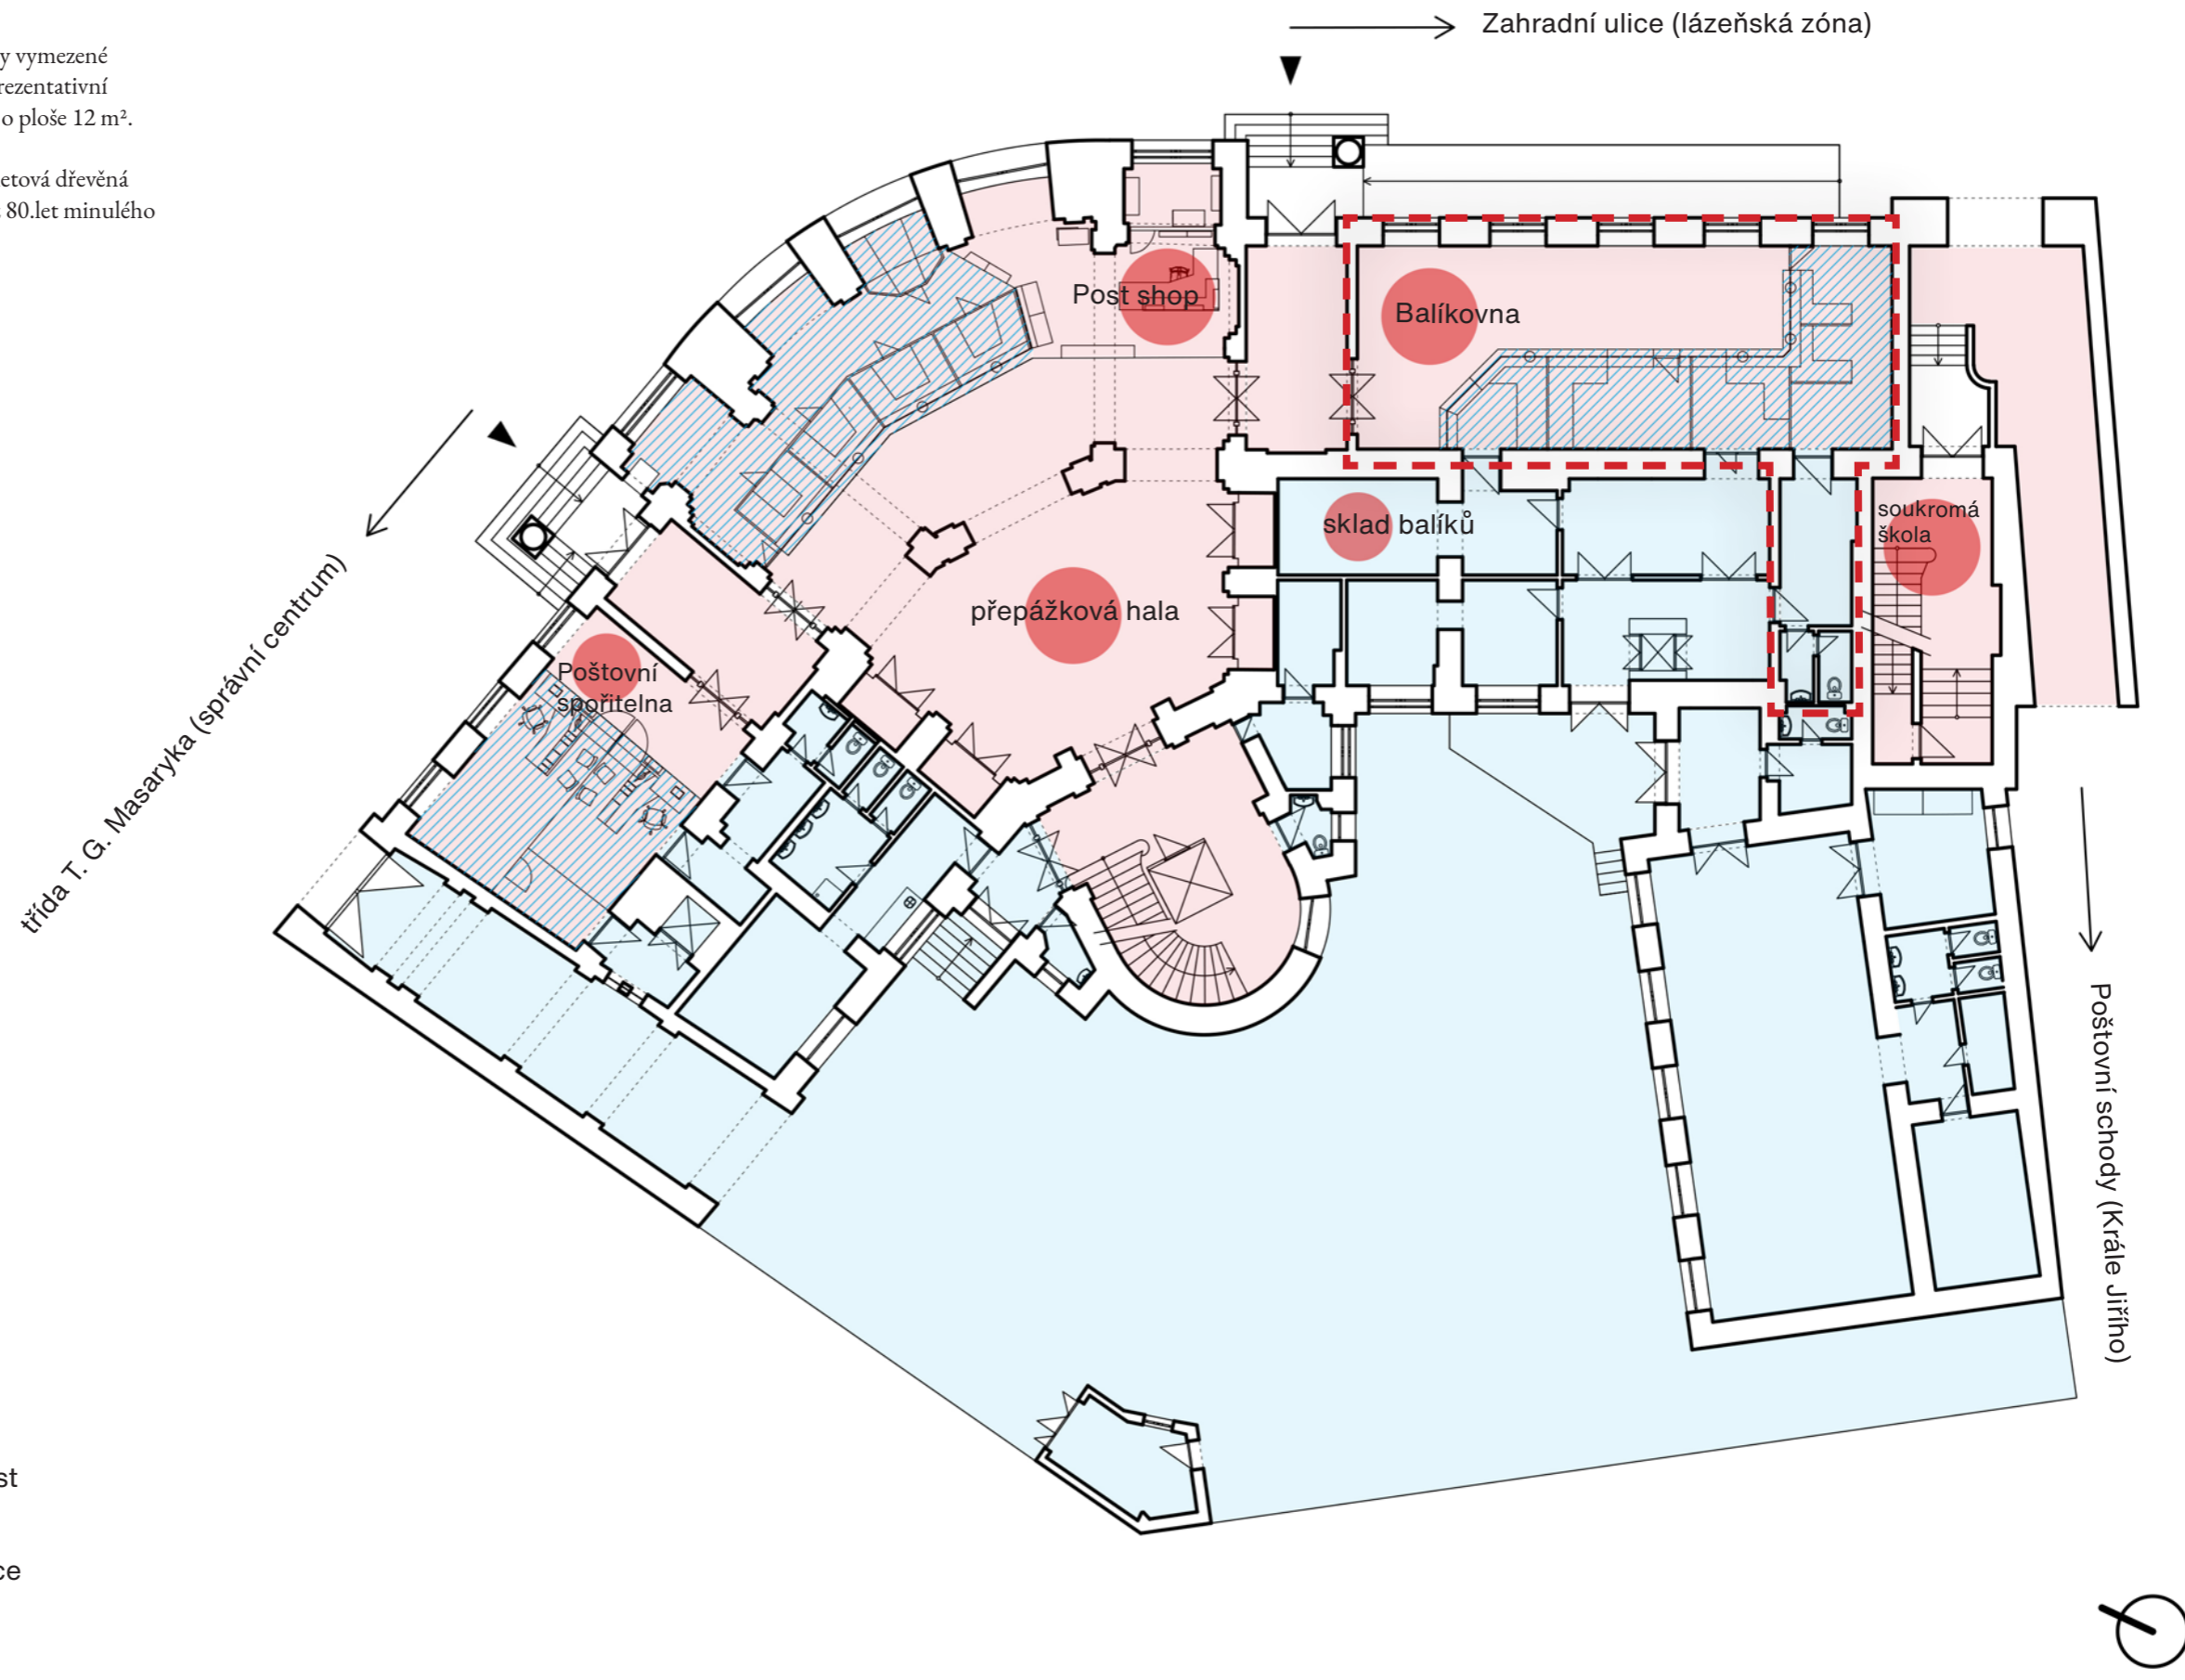 Zahradní ulice (lázeňská zóna)
y vymezené
rezentativní
o ploše 12 m².
etová dřevěná
80.let minulého
Post shop
Balíkovna
sklad balíků
soukromá
škola
přepážková hala
Poštovní
spořitelna
třída T. G. Masaryka (správní centrum)
Poštovní schody (Krále Jiřího)
st
ce